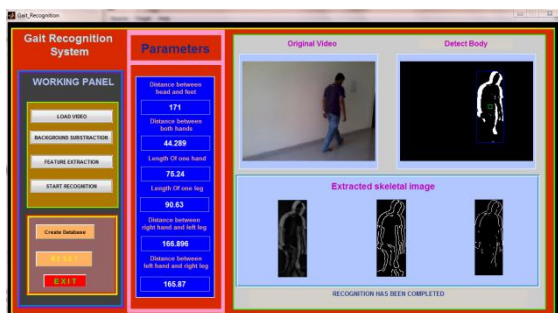 Gait_Recognition
Gait Recognition
System
WORKING PANEL
LOAD VIDEO
BACKGROUND SUBSTRACTION
FEATURE EXTRACTION
START RECOGNITION
Create Database
RESET
EXIT
Parameters
Distance between
head and feet
171
Distance between
both hands
44.289
Length Of one hand
75.24
Length Of one leg
90.63
Distance between
right hand and left leg
166.896
Distance between
left hand and right leg
165.87
Original Video
Detect Body
Extracted skeletal image
RECOGNITION HAS BEEN COMPLETED